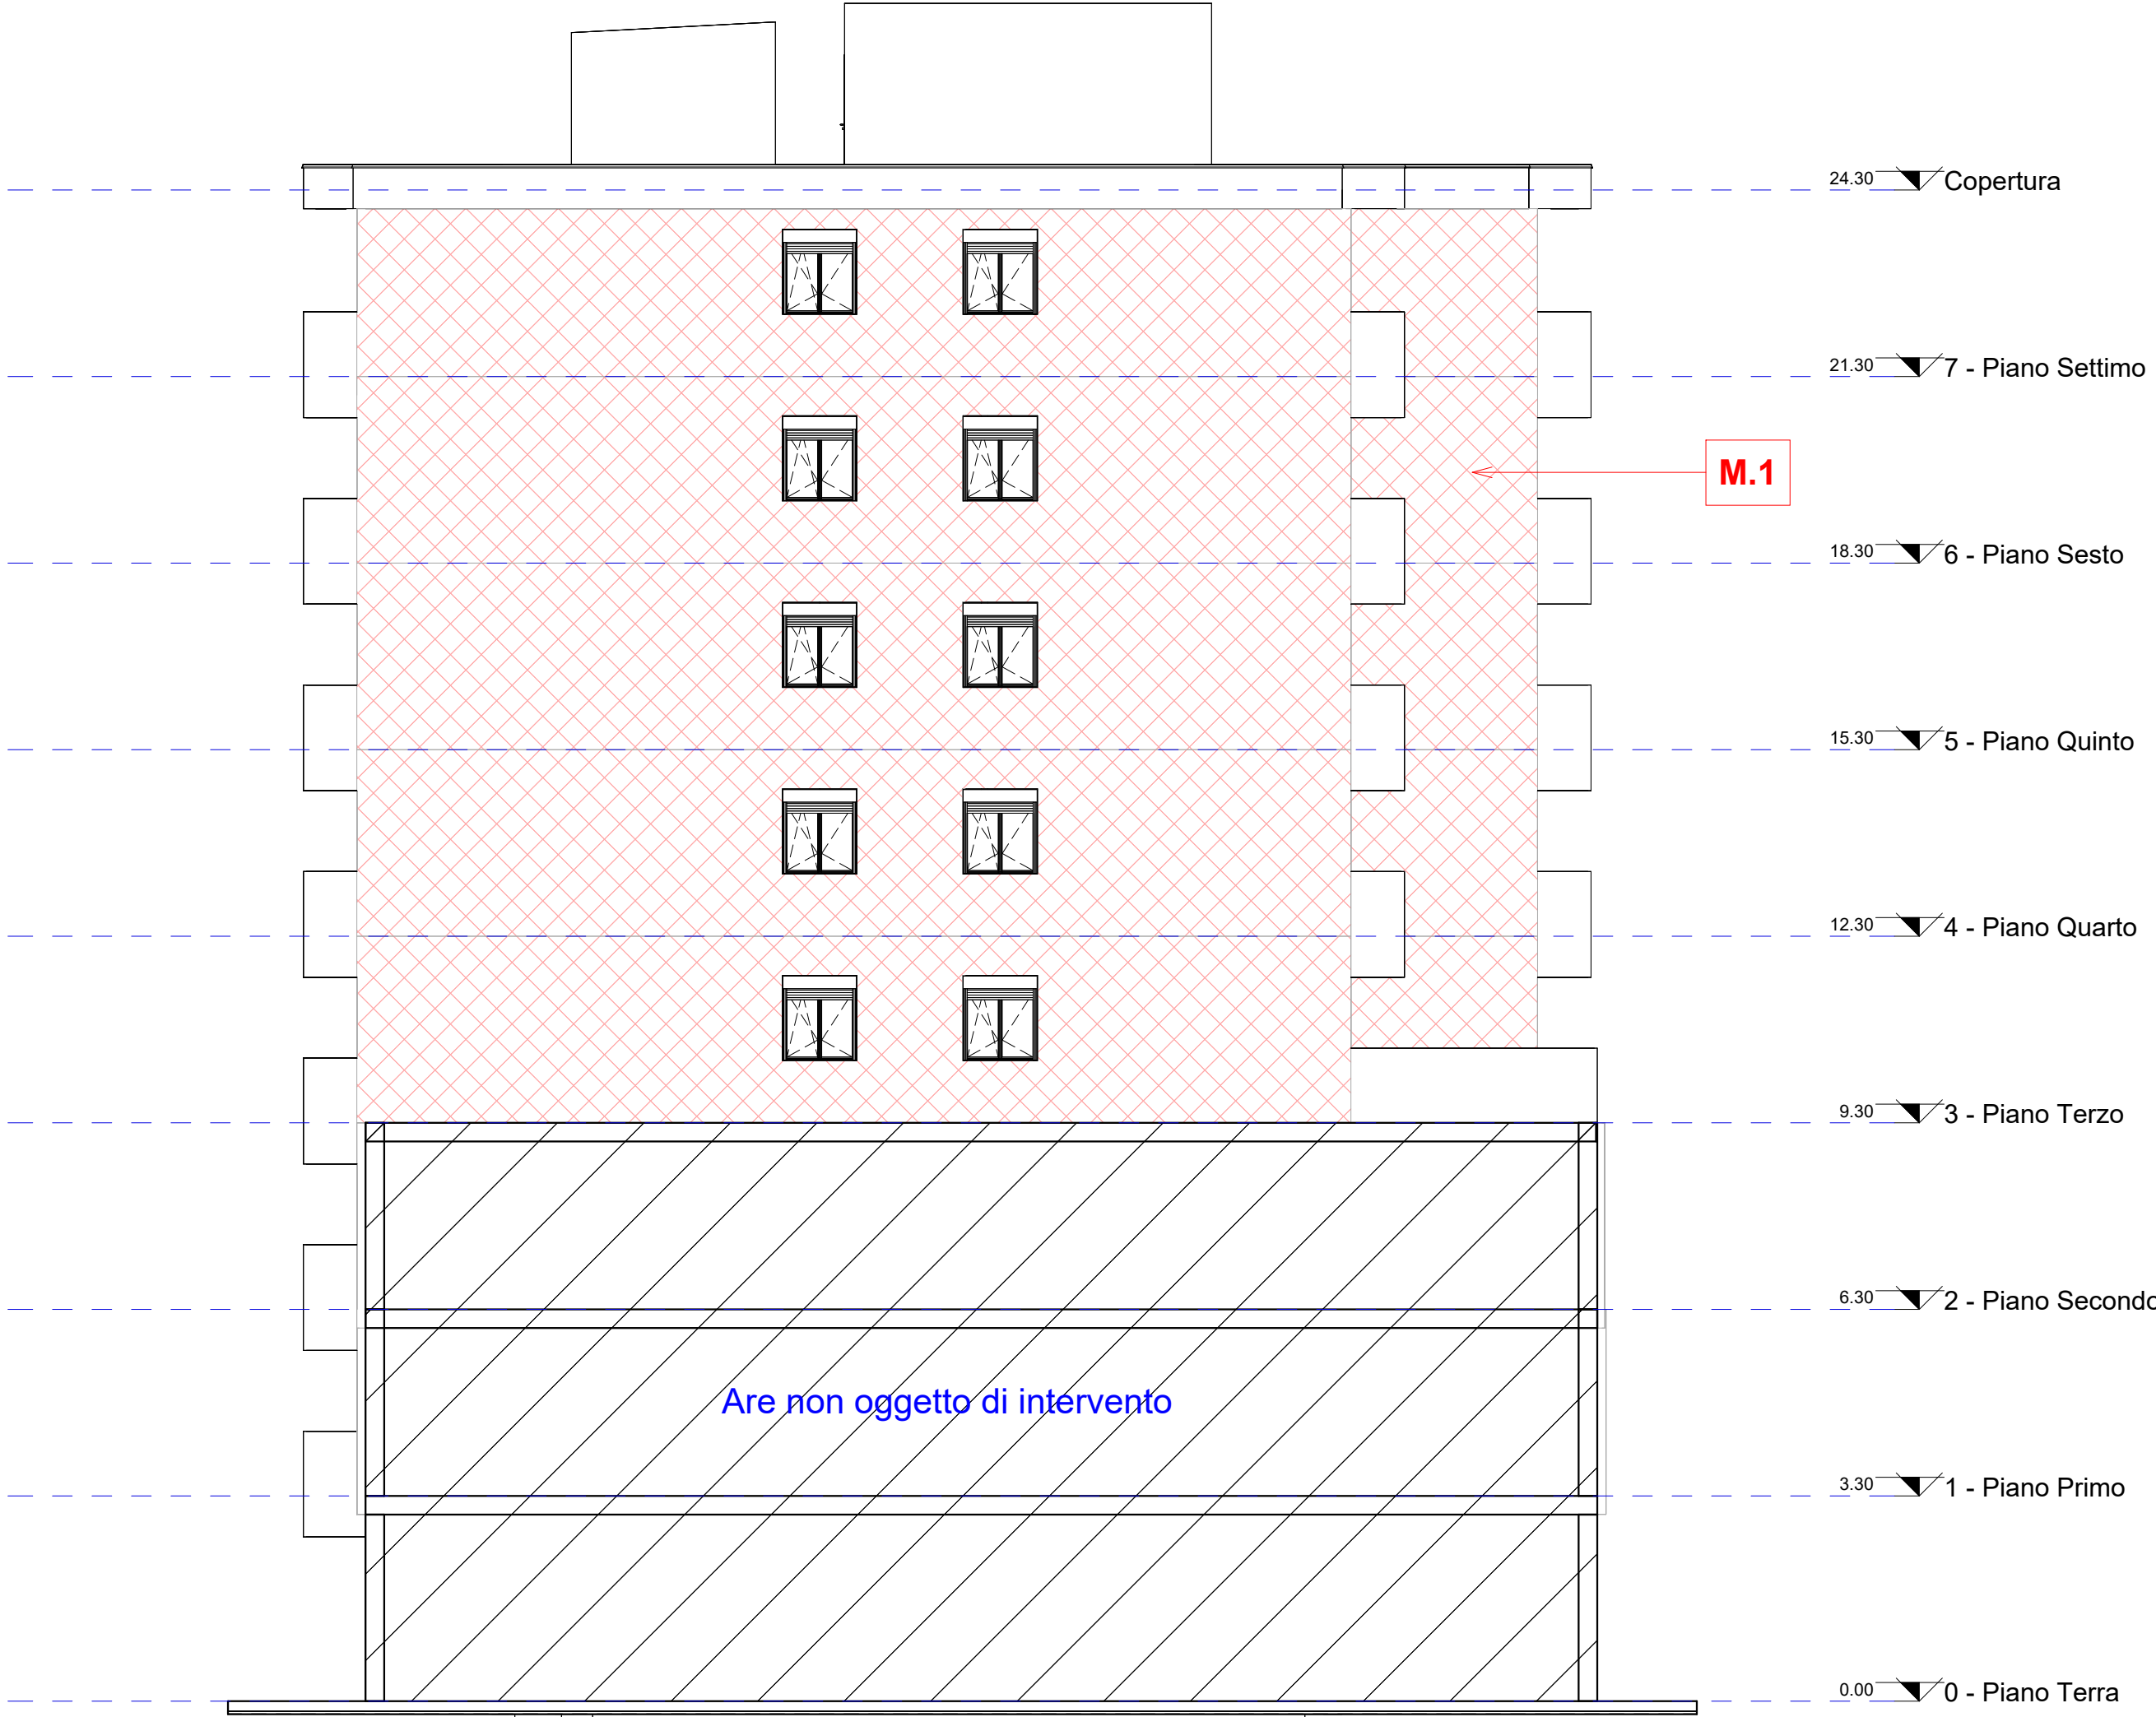 24.30 Copertura
21.30 7 - Piano Settimo
M.1
18.30 6 - Piano Sesto
15.30 5 - Piano Quinto
12.30 4 - Piano Quarto
9.30 3 - Piano Terzo
6.30 2 - Piano Secondo
Are non oggetto di intervento
3.30 1 - Piano Primo
0.00 0 - Piano Terra